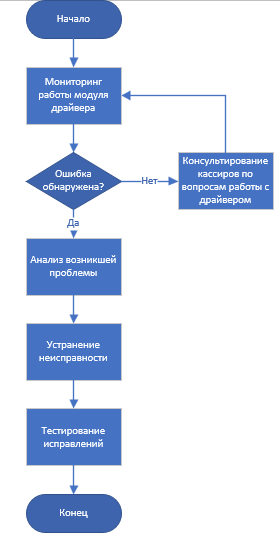 Начало
Мониторинг
работы модуля
драйвера
Ошибка
обнаружена?
Нет
Консультирование
кассиров по
вопросам работы с
драйвером
Да
Анализ возникшей
проблемы
Устранение
неисправности
Тестирование
исправлений
Конец